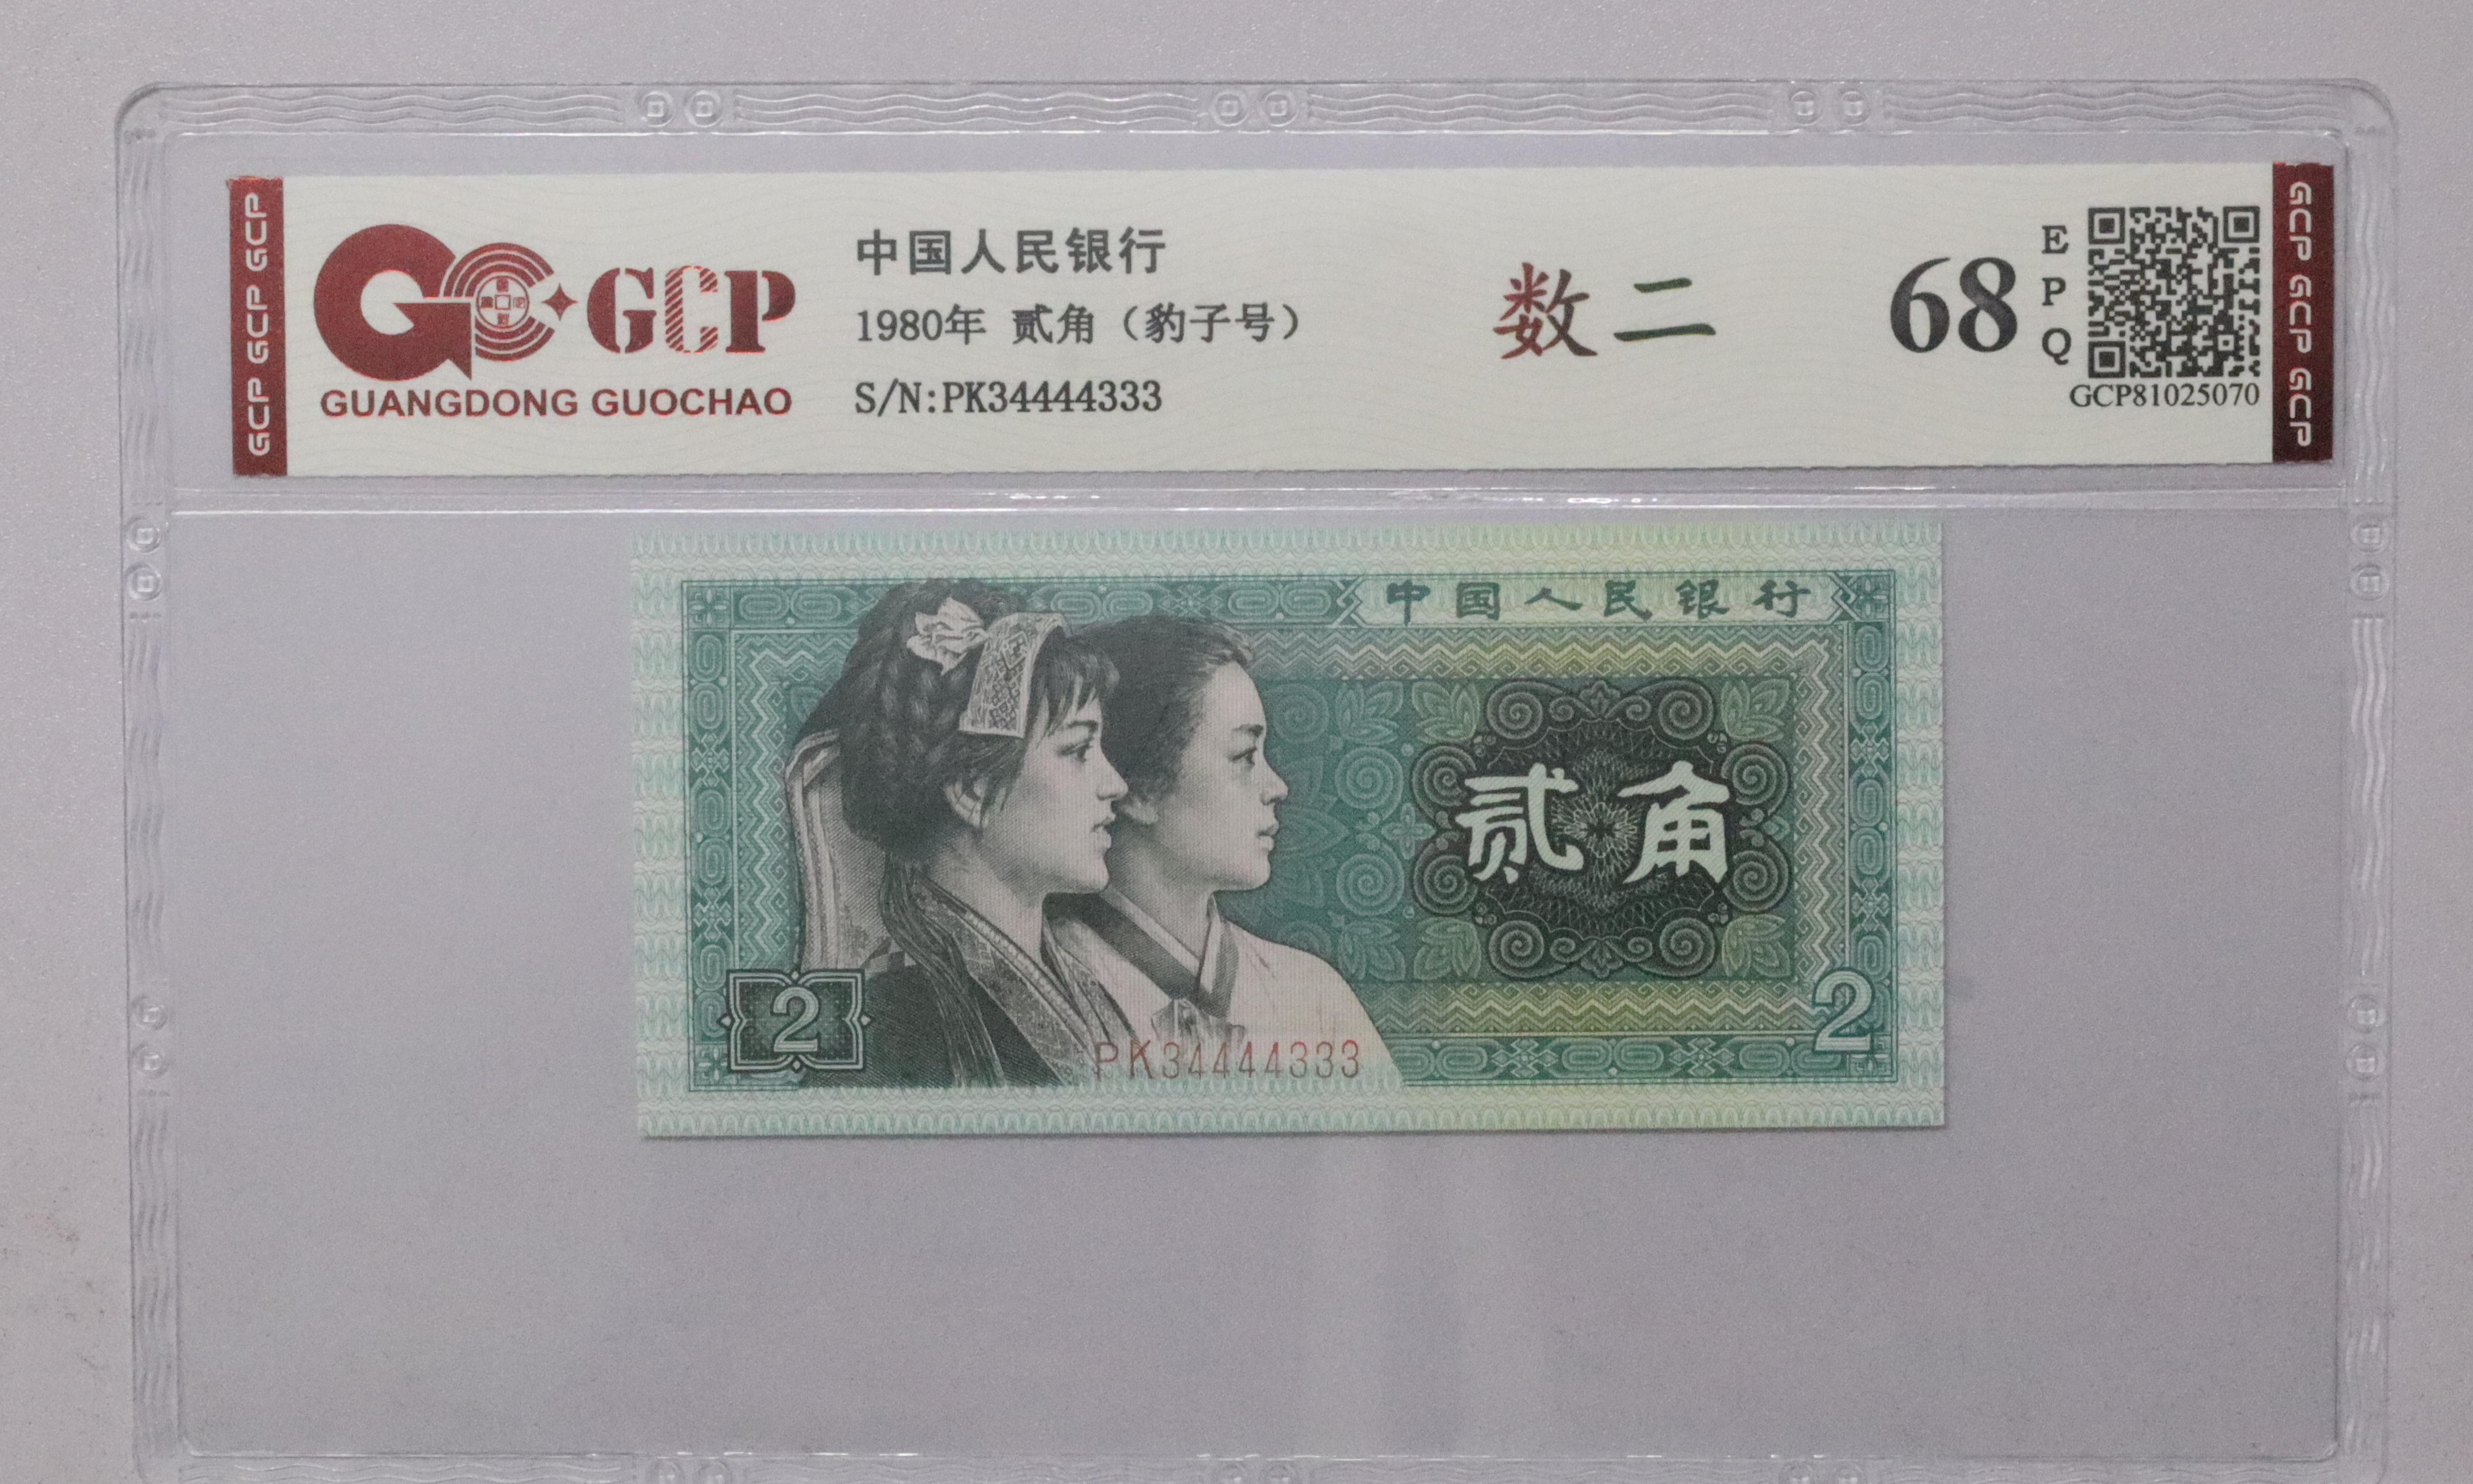 GCP GCP GCP
GCP
GUANGDONG GUOCHAO
中国人民银行
1980年 贰角（豹子号）
S/N:PK34444333
数二
68
E
P
Q
GCP81025070
GCP GCP GCP
中国人民银行
贰角
2
PK34444333
2